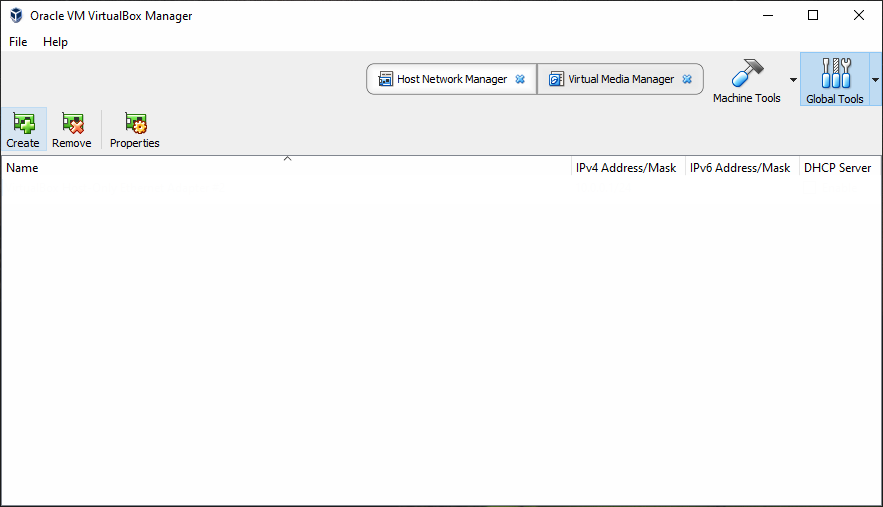 Oracle VM VirtualBox Manager
File Help
Host Network Manager Virtual Media Manager Machine Tools Global Tools
Create Remove Properties
Name IPv4 Address/Mask IPv6 Address/Mask DHCP Server